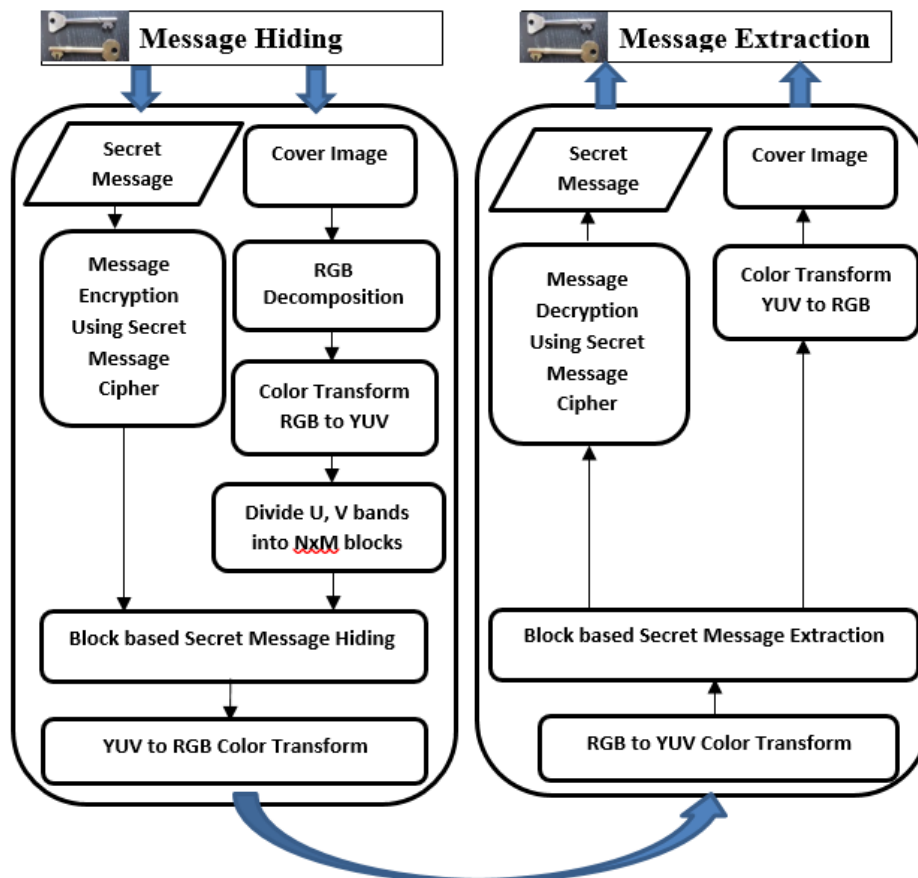 Message Hiding
Secret
Message
Cover Image
Message
Encryption
Using Secret
Message
Cipher
RGB
Decomposition
Color Transform
RGB to YUV
Divide U, V bands
into NxM blocks
Block based Secret Message Hiding
YUV to RGB Color Transform
Message Extraction
Secret
Message
Cover Image
Message
Decryption
Using Secret
Message
Cipher
Color Transform
YUV to RGB
Block based Secret Message Extraction
RGB to YUV Color Transform